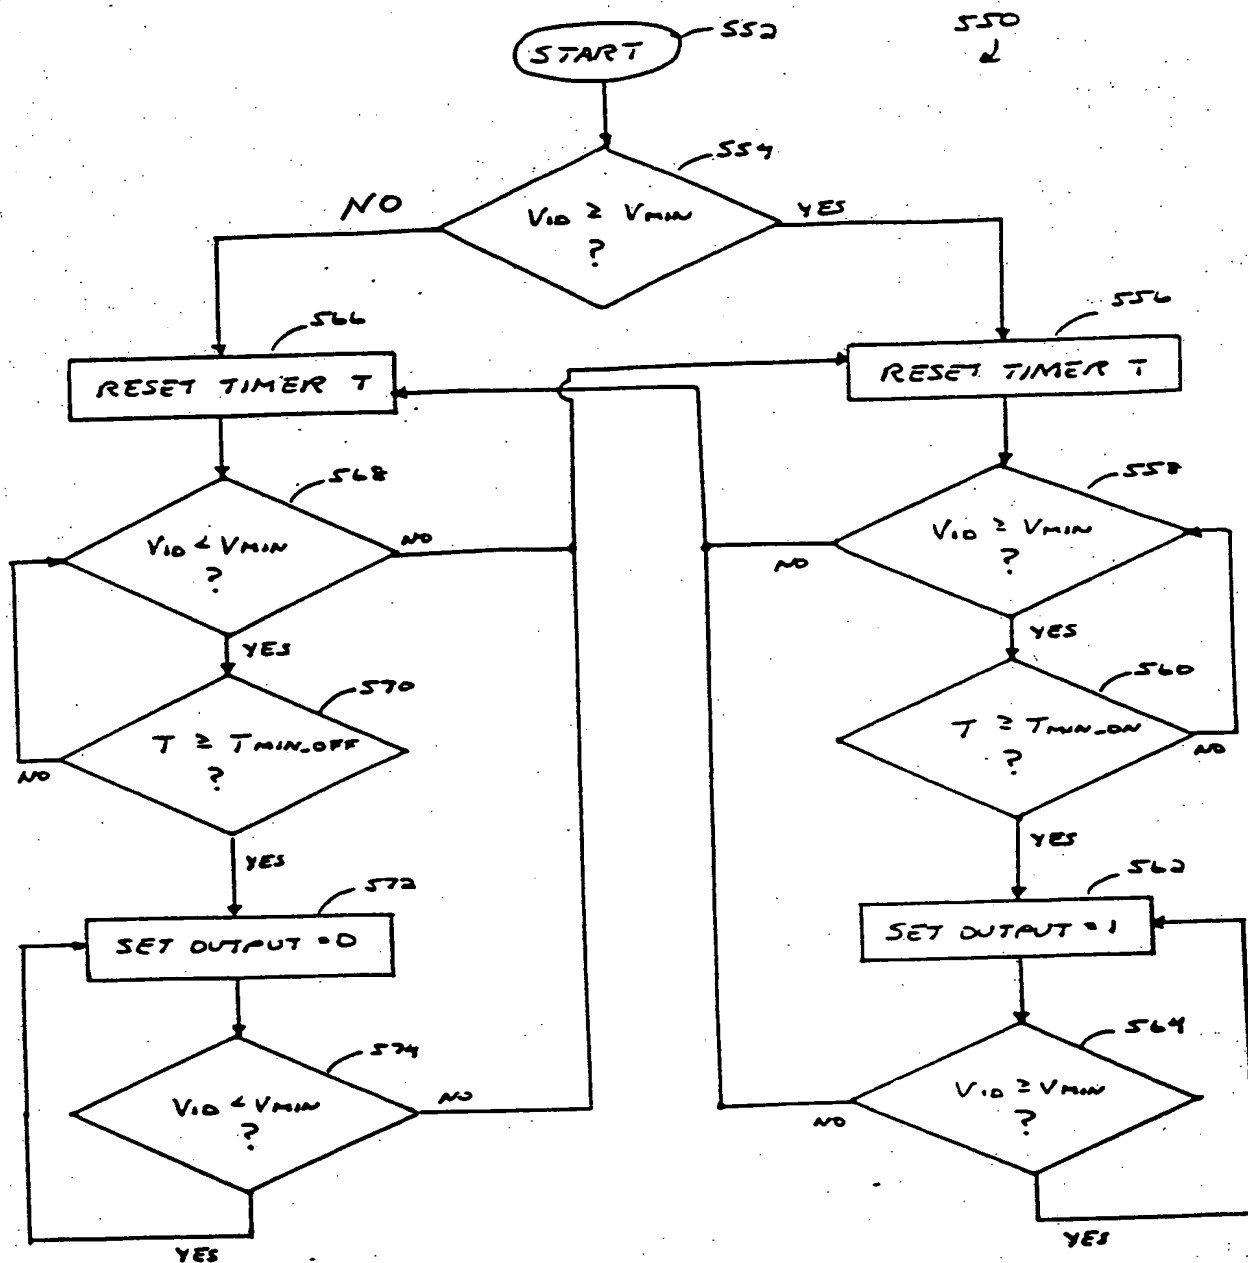 552
550
START
554
NO
VID ≥ VMIN
?
YES
566
556
RESET TIMER T
RESET TIMER T
568
558
VID < VMIN
?
NO
VID ≥ VMIN
?
NO
YES
YES
570
560
T ≥ TMIN_OFF
?
NO
T ≥ TMIN_ON
?
NO
YES
YES
572
562
SET OUTPUT = 0
SET OUTPUT = 1
574
564
VID < VMIN
?
NO
VID ≥ VMIN
?
NO
YES
YES